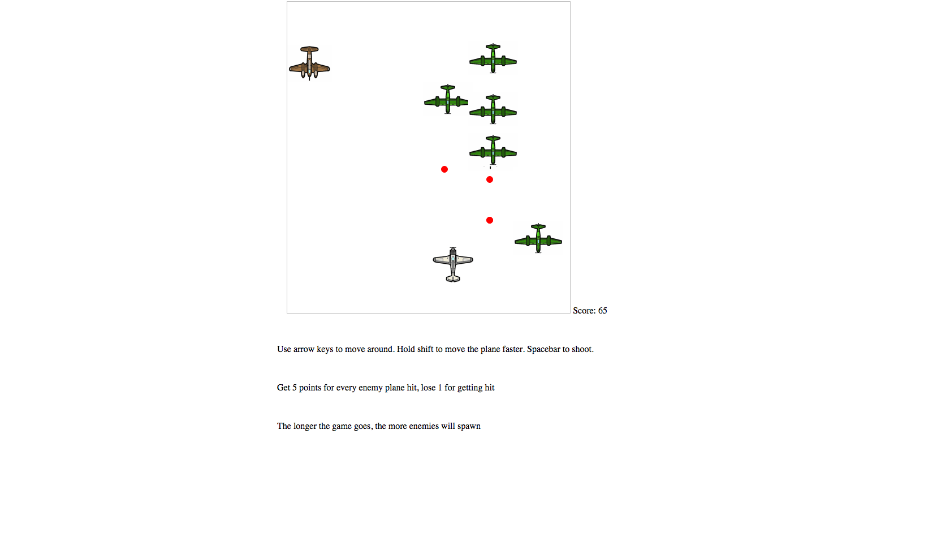 Score: 65
Use arrow keys to move around. Hold shift to move the plane faster. Spacebar to shoot.
Get 5 points for every enemy plane hit, lose 1 for getting hit
The longer the game goes, the more enemies will spawn